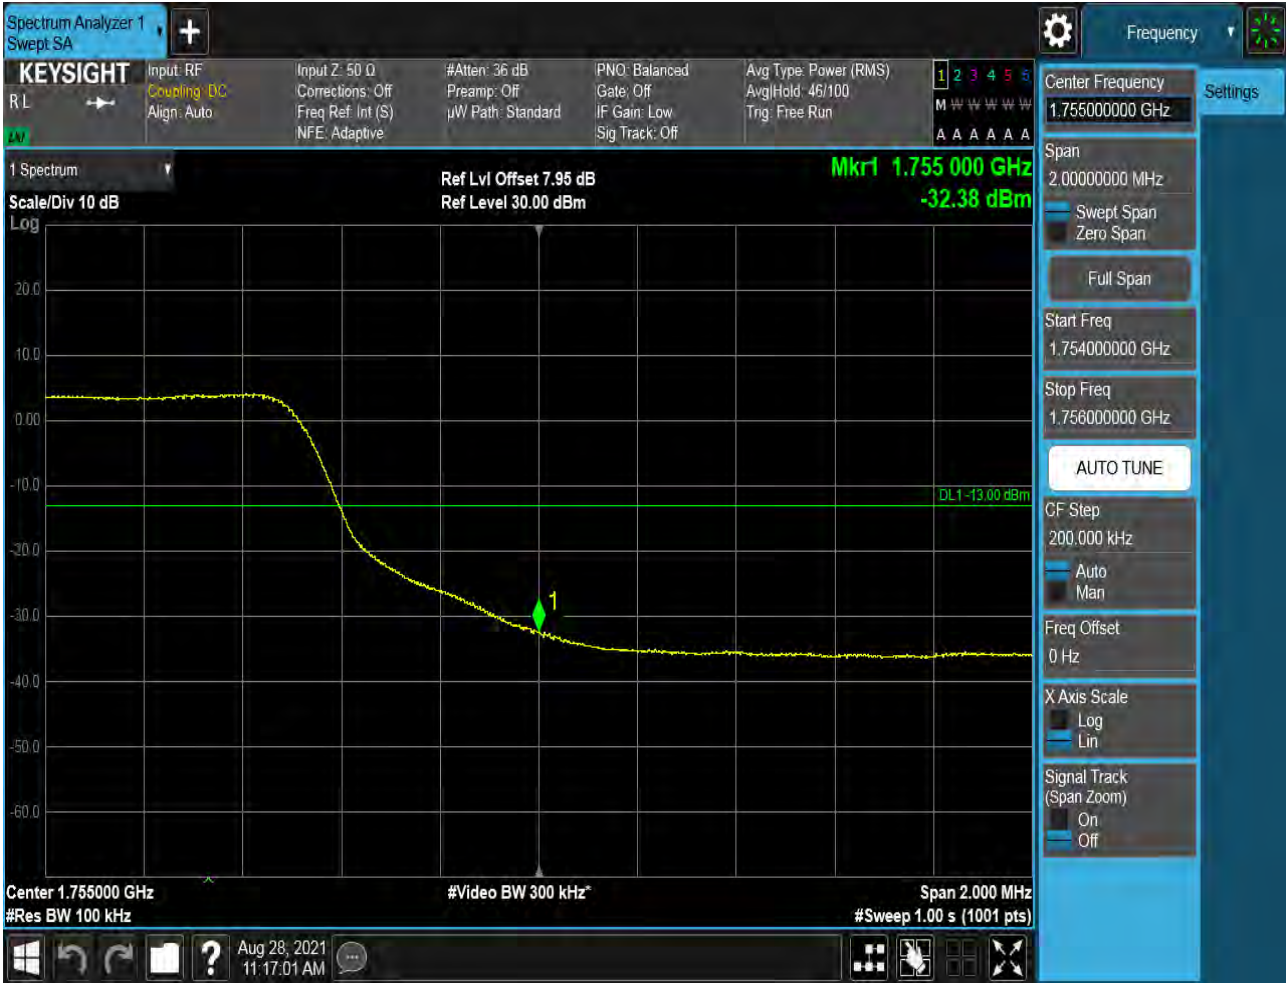 Spectrum Analyzer 1
Swept SA
Frequency
KEYSIGHT
R L
Input: RF
Coupling: DC
Align: Auto
Input Z: 50 Ω
Corrections: Off
Freq Ref: Int (S)
NFE: Adaptive
#Atten: 36 dB
Preamp: Off
µW Path: Standard
PNO: Balanced
Gate: Off
IF Gain: Low
Sig Track: Off
Avg Type: Power (RMS)
Avg|Hold: 46/100
Trig: Free Run
1 2 3 4 5 6
M W W W W W
A A A A A A
1 Spectrum
Scale/Div 10 dB
Log
Ref Lvl Offset 7.95 dB
Ref Level 30.00 dBm
Mkr1 1.755 000 GHz
-32.38 dBm
20.0
10.0
0.00
-10.0
-20.0
-30.0
-40.0
-50.0
-60.0
DL1 -13.00 dBm
1
Center 1.755000 GHz
#Res BW 100 kHz
#Video BW 300 kHz*
Span 2.000 MHz
#Sweep 1.00 s (1001 pts)
Center Frequency
1.755000000 GHz
Span
2.00000000 MHz
Swept Span
Zero Span
Full Span
Start Freq
1.754000000 GHz
Stop Freq
1.756000000 GHz
AUTO TUNE
CF Step
200.000 kHz
Auto
Man
Freq Offset
0 Hz
X Axis Scale
Log
Lin
Signal Track
(Span Zoom)
On
Off
Settings
?
Aug 28, 2021
11:17:01 AM